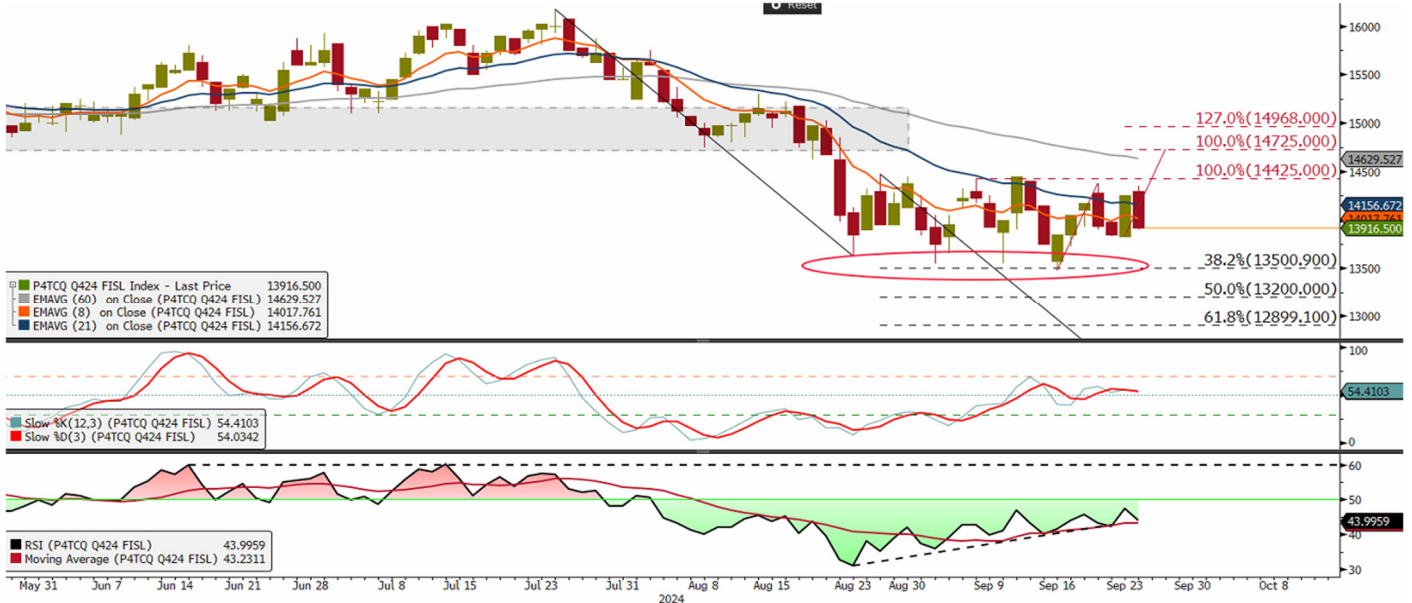 Reset
16000
15500
15000
14500
13500
13000
127.0%(14968.000)
100.0%(14725.000)
100.0%(14425.000)
14629.527
14156.672
14017.761
13916.500
38.2%(13500.900)
50.0%(13200.000)
61.8%(12899.100)
P4TCQ Q424 FISL Index - Last Price 13916.500
EMAVG (60) on Close (P4TCQ Q424 FISL) 14629.527
EMAVG (8) on Close (P4TCQ Q424 FISL) 14017.761
EMAVG (21) on Close (P4TCQ Q424 FISL) 14156.672
100
54.4103
0
Slow %K(12,3) (P4TCQ Q424 FISL) 54.4103
Slow %D(3) (P4TCQ Q424 FISL) 54.0342
60
50
43.9959
40
30
RSI (P4TCQ Q424 FISL) 43.9959
Moving Average (P4TCQ Q424 FISL) 43.2311
May 31 Jun 7 Jun 14 Jun 21 Jun 28 Jul 8 Jul 15 Jul 23 Jul 31 Aug 8 Aug 15 Aug 23 Aug 30 Sep 9 Sep 16 Sep 23 Sep 30 Oct 8
2024